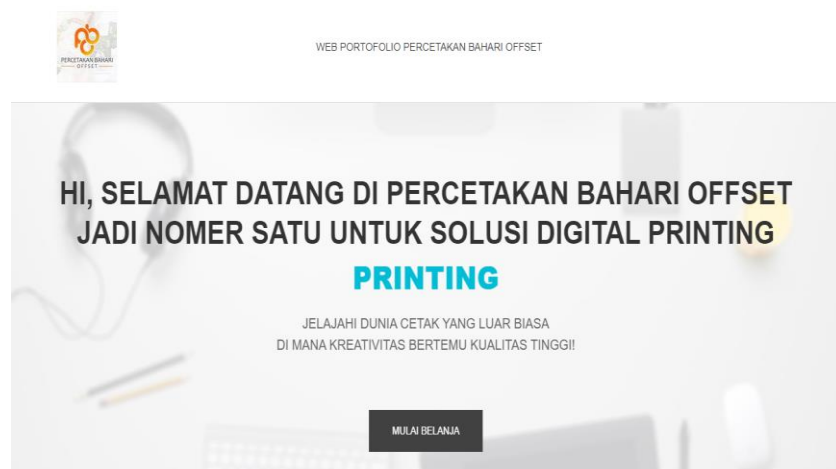 PERCETAKAN BAHARI
OFFSET
WEB PORTOFOLIO PERCETAKAN BAHARI OFFSET
HI, SELAMAT DATANG DI PERCETAKAN BAHARI OFFSET
JADI NOMER SATU UNTUK SOLUSI DIGITAL PRINTING
PRINTING
JELAJAHI DUNIA CETAK YANG LUAR BIASA
DI MANA KREATIVITAS BERTEMU KUALITAS TINGGI!
MULAI BELANJA